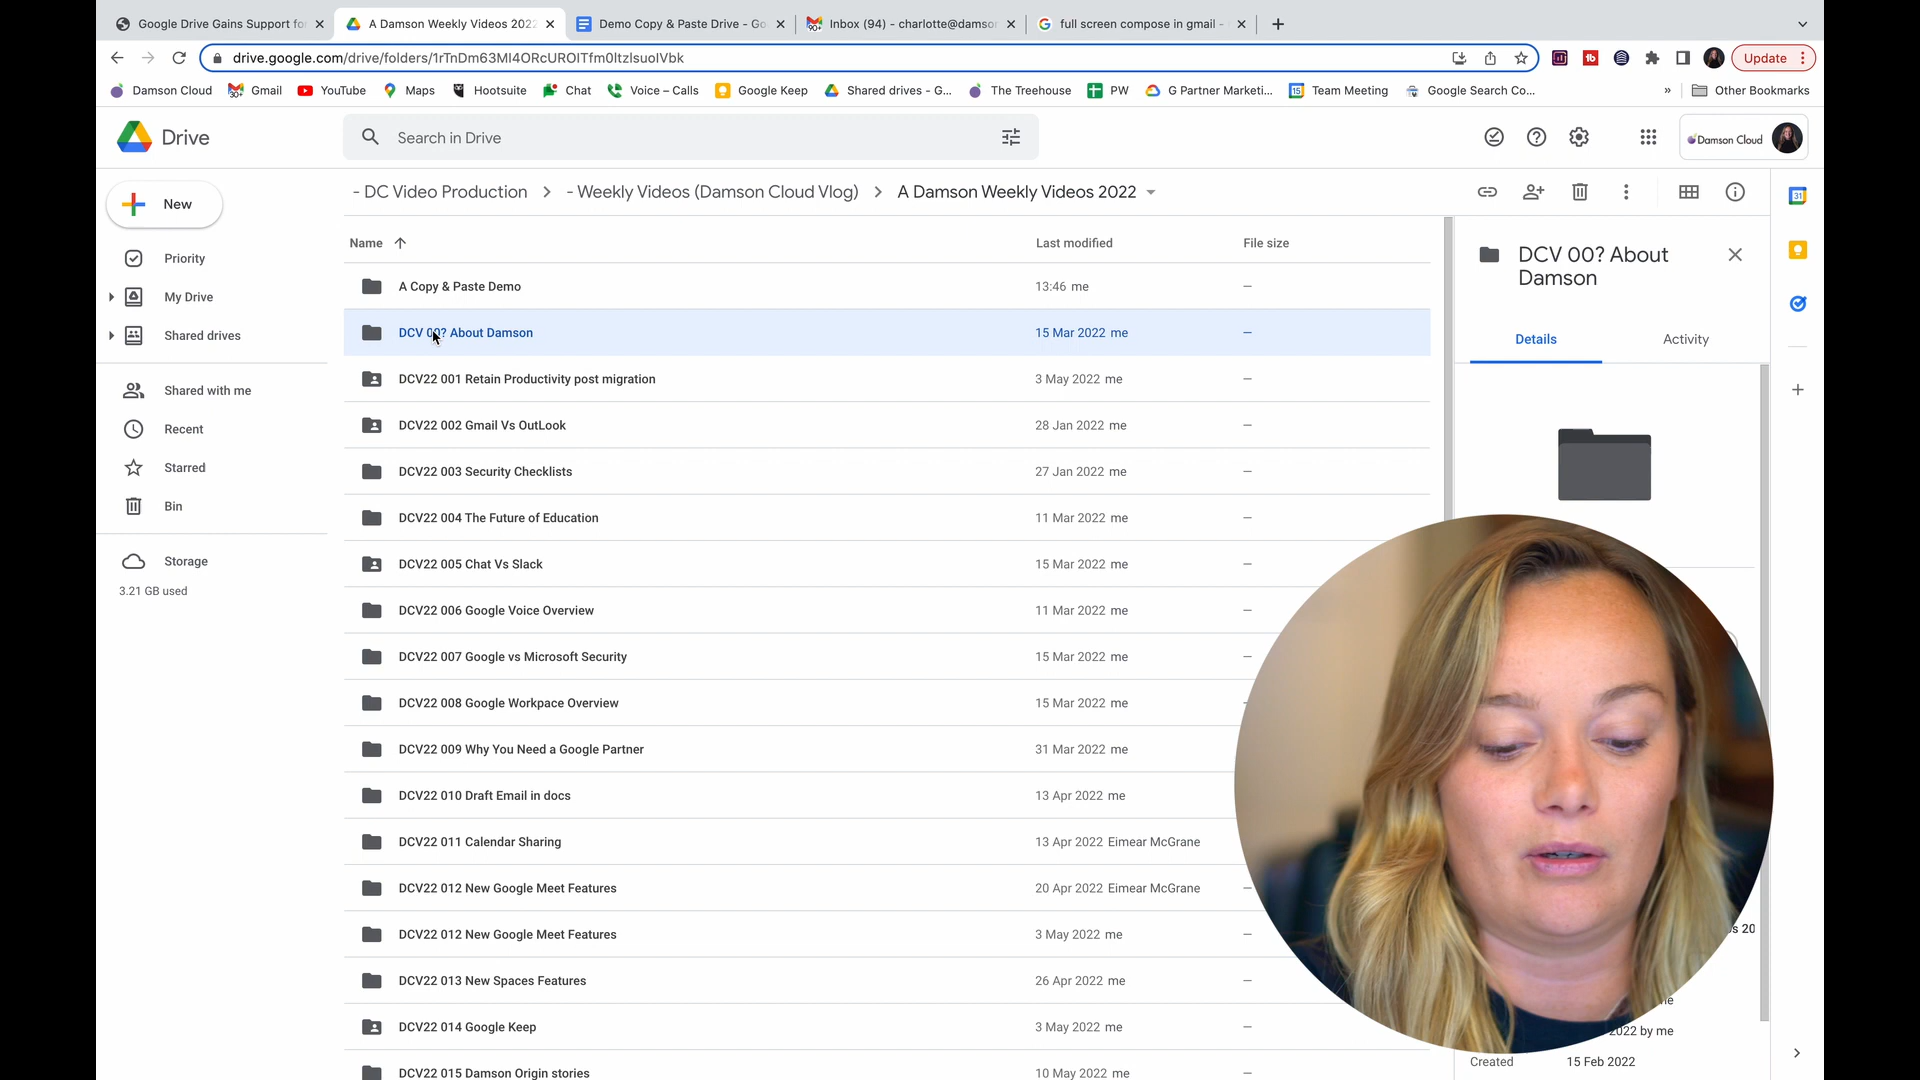 Google Drive Gains Support fo
A Damson Weekly Videos 2022
Demo Copy & Paste Drive - Go
Inbox (94) - charlotte@damson
full screen compose in gmail -
drive.google.com/drive/folders/1rTnDm63MI4ORcUROITfm0ltzIsuoIVbk
Update
Damson Cloud
Gmail
YouTube
Maps
Hootsuite
Chat
Voice – Calls
Google Keep
Shared drives - G...
The Treehouse
PW
G Partner Marketi...
Team Meeting
Google Search Co...
»
Other Bookmarks
Drive
Search in Drive
Damson Cloud
New
- DC Video Production
- Weekly Videos (Damson Cloud Vlog)
A Damson Weekly Videos 2022
Priority
My Drive
Shared drives
Shared with me
Recent
Starred
Bin
Storage
3.21 GB used
Name Last modified File size
A Copy & Paste Demo 13:46 me –
DCV 00? About Damson 15 Mar 2022 me –
DCV22 001 Retain Productivity post migration 3 May 2022 me –
DCV22 002 Gmail Vs OutLook 28 Jan 2022 me –
DCV22 003 Security Checklists 27 Jan 2022 me –
DCV22 004 The Future of Education 11 Mar 2022 me –
DCV22 005 Chat Vs Slack 15 Mar 2022 me –
DCV22 006 Google Voice Overview 11 Mar 2022 me –
DCV22 007 Google vs Microsoft Security 15 Mar 2022 me –
DCV22 008 Google Workpace Overview 15 Mar 2022 me
DCV22 009 Why You Need a Google Partner 31 Mar 2022 me
DCV22 010 Draft Email in docs 13 Apr 2022 me
DCV22 011 Calendar Sharing 13 Apr 2022 Eimear McGrane
DCV22 012 New Google Meet Features 20 Apr 2022 Eimear McGrane –
DCV22 012 New Google Meet Features 3 May 2022 me –
DCV22 013 New Spaces Features 26 Apr 2022 me –
DCV22 014 Google Keep 3 May 2022 me –
DCV22 015 Damson Origin stories 10 May 2022 me –
DCV 00? About
Damson
Details
Activity
s 20
me
2022 by me
Created 15 Feb 2022
31